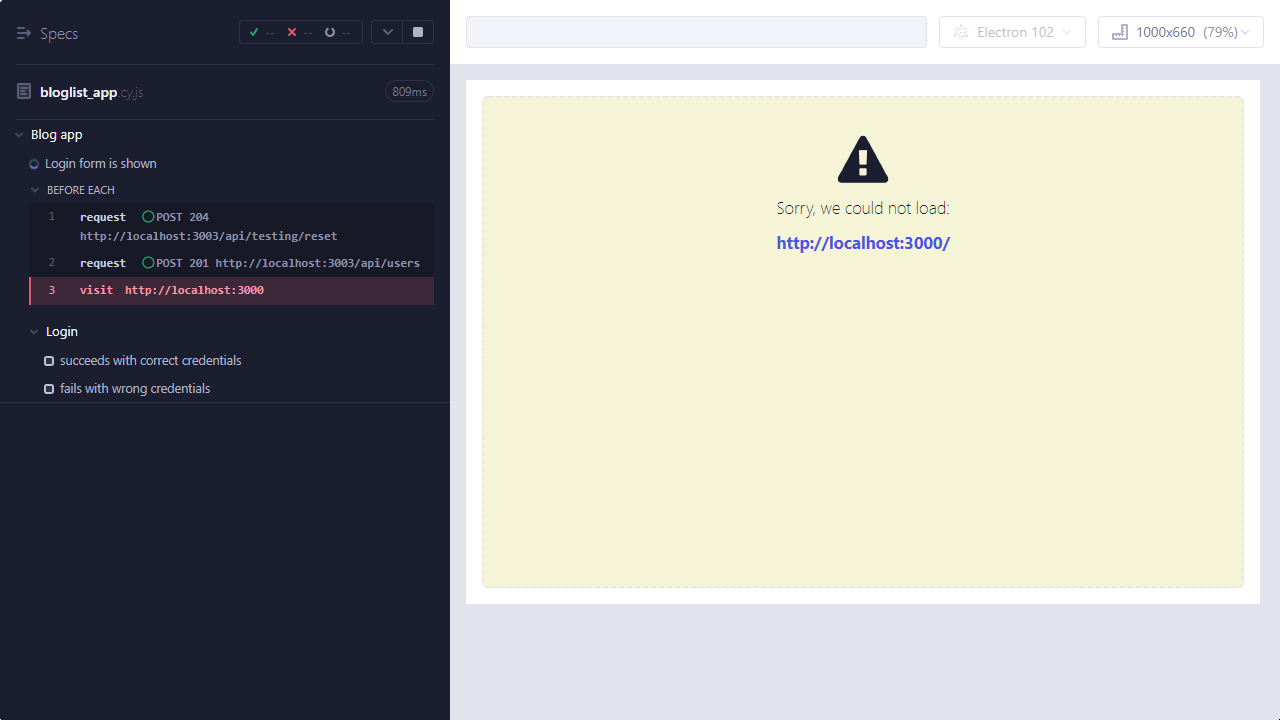 Specs
-- -- --
bloglist_app.cy.js 809ms
Blog app
Login form is shown
BEFORE EACH
1 request POST 204
http://localhost:3003/api/testing/reset
2 request POST 201 http://localhost:3003/api/users
3 visit http://localhost:3000
Login
succeeds with correct credentials
fails with wrong credentials
Electron 102
1000x660 (79%)
Sorry, we could not load:
http://localhost:3000/